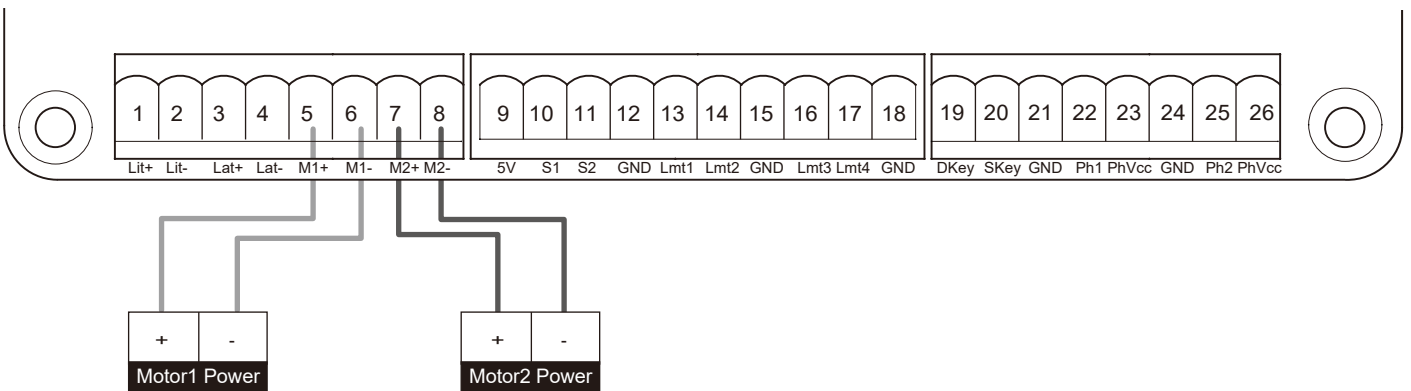 1 2 3 4 5 6 7 8 9 10 11 12 13 14 15 16 17 18 19 20 21 22 23 24 25 26
Lit+ Lit- Lat+ Lat- M1+ M1- M2+ M2- 5V S1 S2 GND Lmt1 Lmt2 GND Lmt3 Lmt4 GND DKey SKey GND Ph1 PhVcc GND Ph2 PhVcc
+ - + -
Motor1 Power Motor2 Power